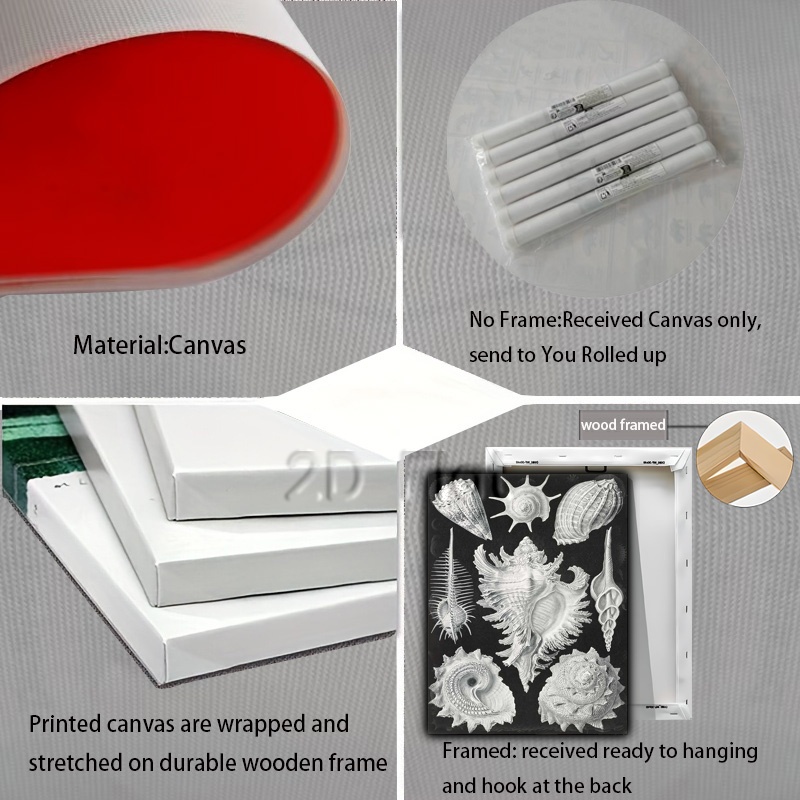 Material:Canvas
No Frame:Received Canvas only,
send to You Rolled up
wood framed
2.D
Printed canvas are wrapped and
stretched on durable wooden frame
Framed: received ready to hanging
and hook at the back